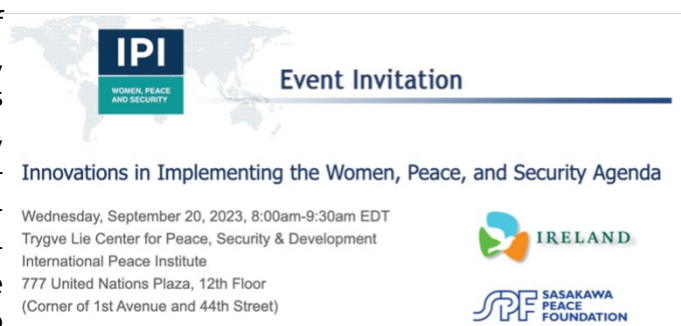 IPI
WOMEN, PEACE
AND SECURITY
Event Invitation
Innovations in Implementing the Women, Peace, and Security Agenda
Wednesday, September 20, 2023, 8:00am-9:30am EDT
Trygve Lie Center for Peace, Security & Development
International Peace Institute
777 United Nations Plaza, 12th Floor
(Corner of 1st Avenue and 44th Street)
IRELAND
SPF SASAKAWA
PEACE
FOUNDATION